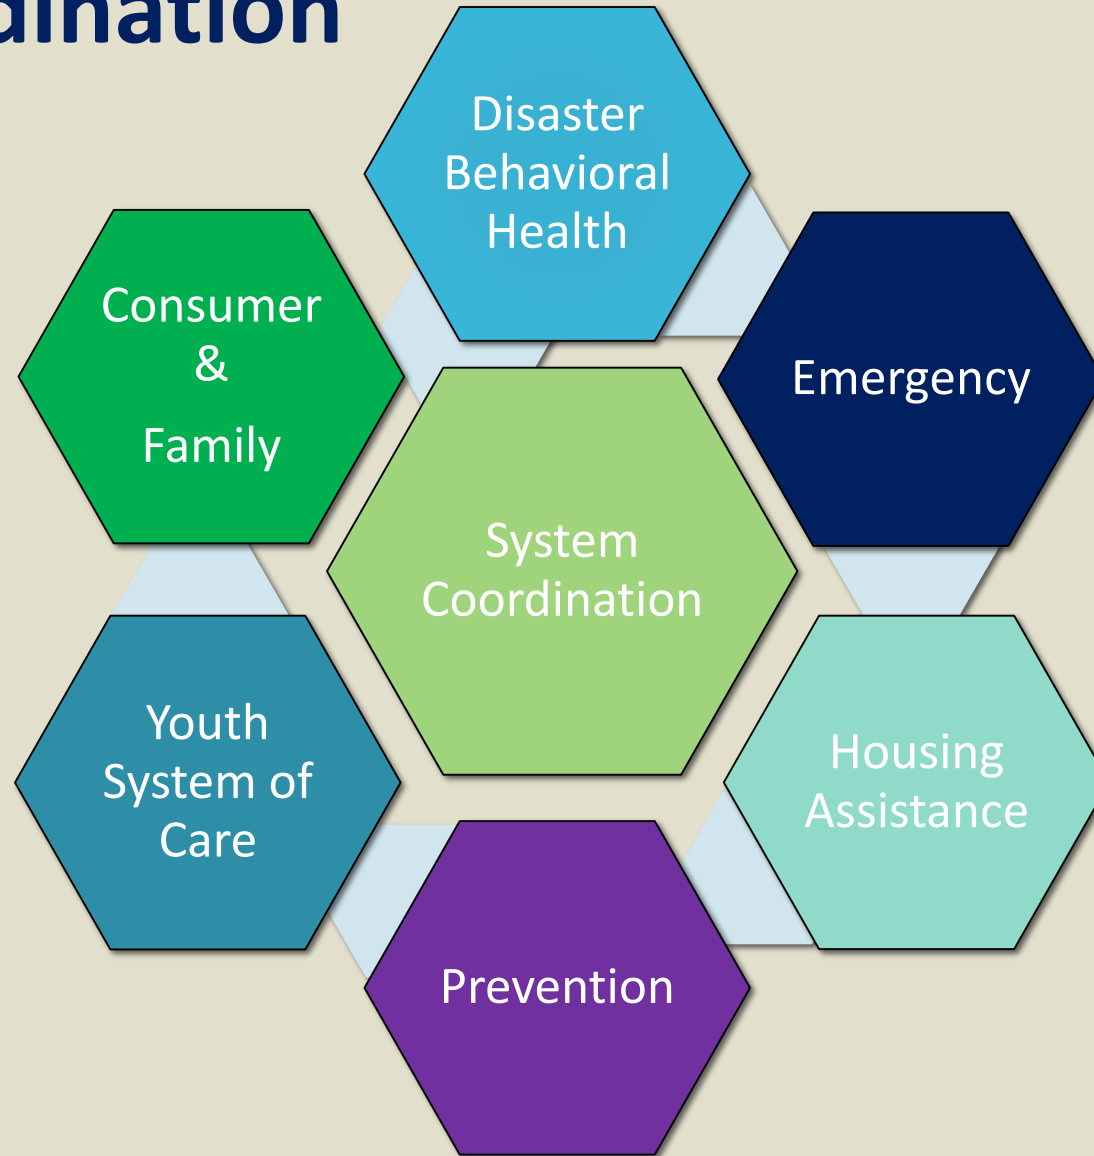 dination
Disaster
Behavioral
Health
Consumer
&
Family
Emergency
System
Coordination
Youth
System of
Care
Housing
Assistance
Prevention